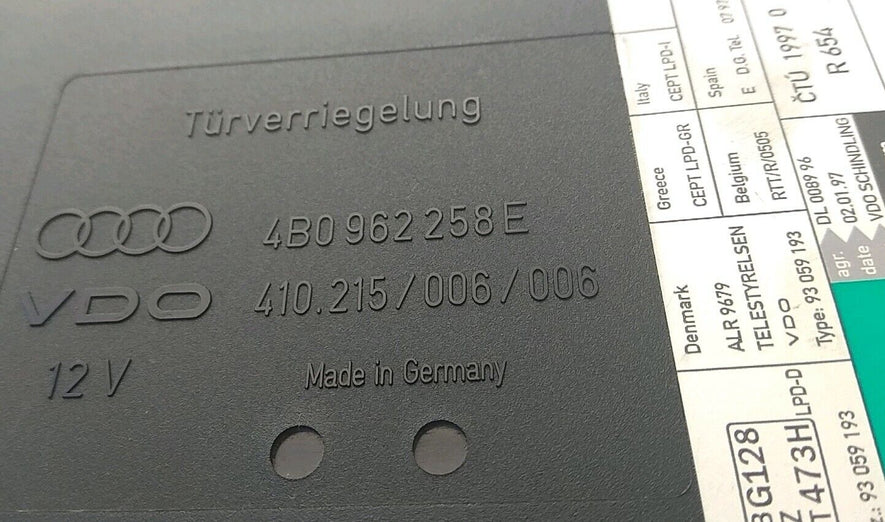 Türverriegelung
4B0 962 258 E
VDO 410.215/006/006
12 V
Made in Germany
Italy
CEPT LPD-I
Spain
E D.G. Tel.
ČTÚ 1997 0
R 654
Greece
CEPT LPD-GR
Belgium
RTT/R/0505
DL 0089 96
02.01.97
VDO SCHINDLING
agr.
date
Denmark
ALR 9679
TELESTYRELSEN
VDO
Type: 93 059 193
G128
T473H
LPD-D
.: 93 059 193